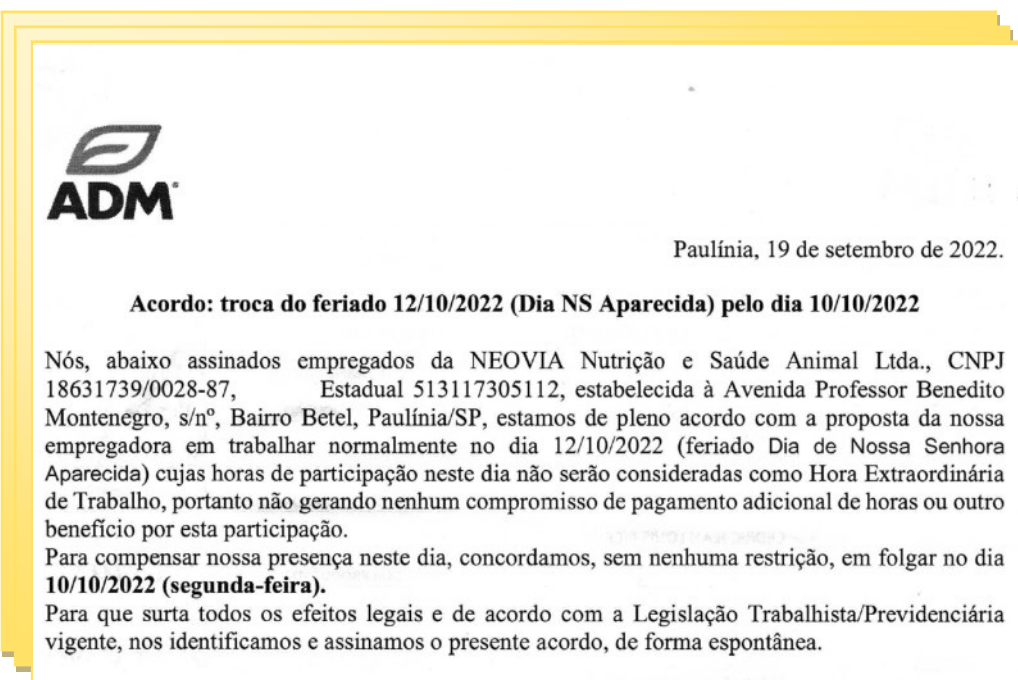 ADM
Paulínia, 19 de setembro de 2022.
Acordo: troca do feriado 12/10/2022 (Dia NS Aparecida) pelo dia 10/10/2022
Nós, abaixo assinados empregados da NEOVIA Nutrição e Saúde Animal Ltda., CNPJ
18631739/0028-87, Estadual 513117305112, estabelecida à Avenida Professor Benedito
Montenegro, s/nº, Bairro Betel, Paulínia/SP, estamos de pleno acordo com a proposta da nossa
empregadora em trabalhar normalmente no dia 12/10/2022 (feriado Dia de Nossa Senhora
Aparecida) cujas horas de participação neste dia não serão consideradas como Hora Extraordinária
de Trabalho, portanto não gerando nenhum compromisso de pagamento adicional de horas ou outro
benefício por esta participação.
Para compensar nossa presença neste dia, concordamos, sem nenhuma restrição, em folgar no dia
10/10/2022 (segunda-feira).
Para que surta todos os efeitos legais e de acordo com a Legislação Trabalhista/Previdenciária
vigente, nos identificamos e assinamos o presente acordo, de forma espontânea.